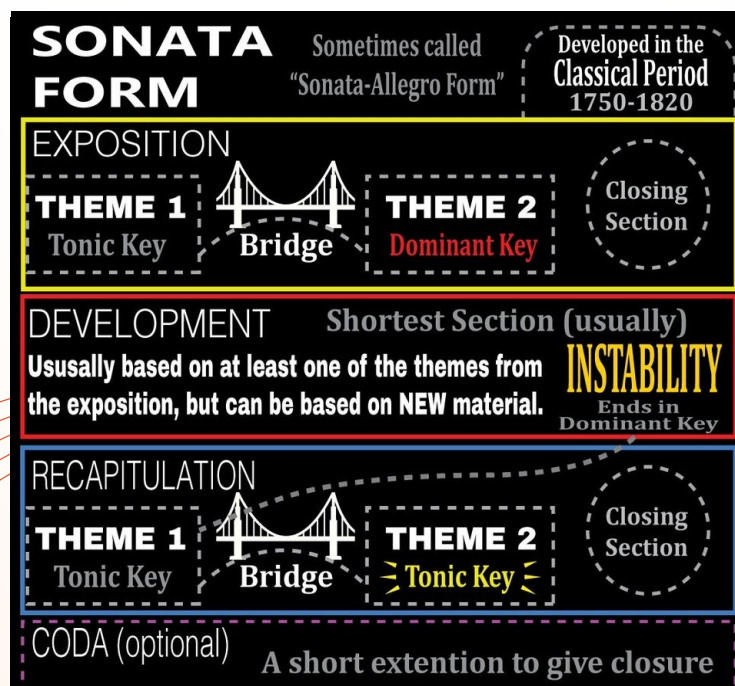 SONATA
FORM
Sometimes called
“Sonata-Allegro Form”
Developed in the
Classical Period
1750-1820
EXPOSITION
THEME 1
Tonic Key
Bridge
THEME 2
Dominant Key
Closing
Section
DEVELOPMENT
Shortest Section (usually)
Ususally based on at least one of the themes from
the exposition, but can be based on NEW material.
INSTABILITY
Ends in
Dominant Key
RECAPITULATION
THEME 1
Tonic Key
Bridge
THEME 2
Tonic Key
Closing
Section
CODA (optional)
A short extention to give closure